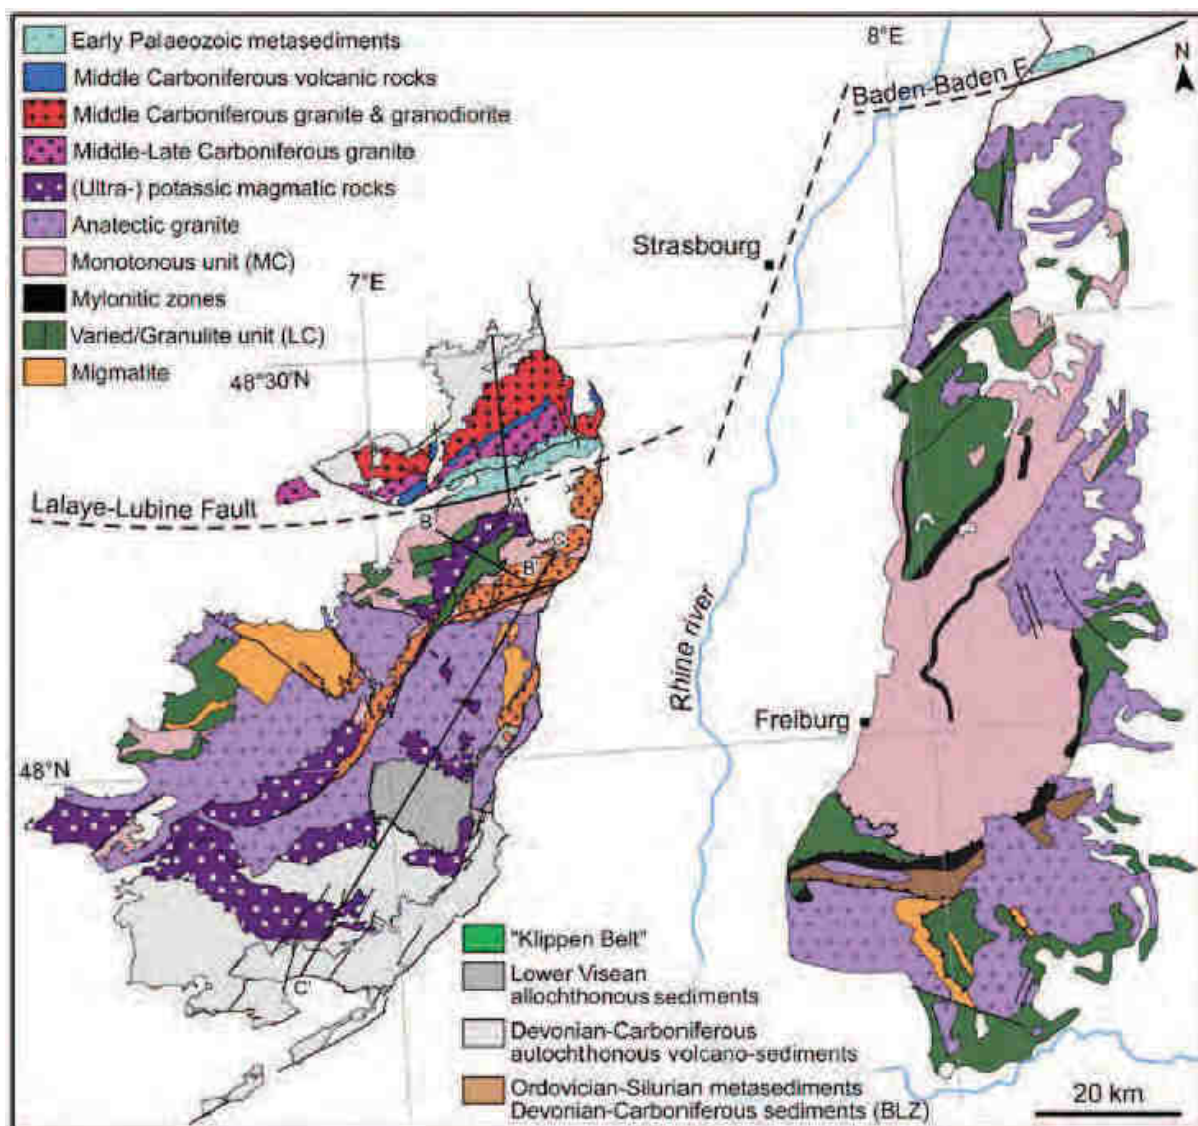 Early Palaeozoic metasediments
Middle Carboniferous volcanic rocks
Middle Carboniferous granite & granodiorite
Middle-Late Carboniferous granite
(Ultra-) potassic magmatic rocks
Anatectic granite
Monotonous unit (MC)
Mylonitic zones
Varied/Granulite unit (LC)
Migmatite
8°E
N
Baden-Baden F.
Strasbourg
7°E
48°30'N
A
Lalaye-Lubine Fault
A'
B
C
B'
Rhine river
Freiburg
48°N
C'
"Klippen Belt"
Lower Visean
allochthonous sediments
Devonian-Carboniferous
autochthonous volcano-sediments
Ordovician-Silurian metasediments
Devonian-Carboniferous sediments (BLZ)
20 km